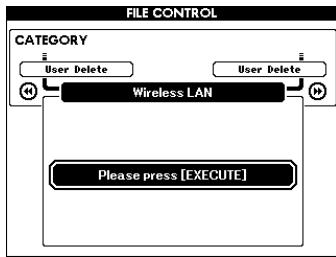 FILE CONTROL
CATEGORY
User Delete
User Delete
Wireless LAN
Please press [EXECUTE]